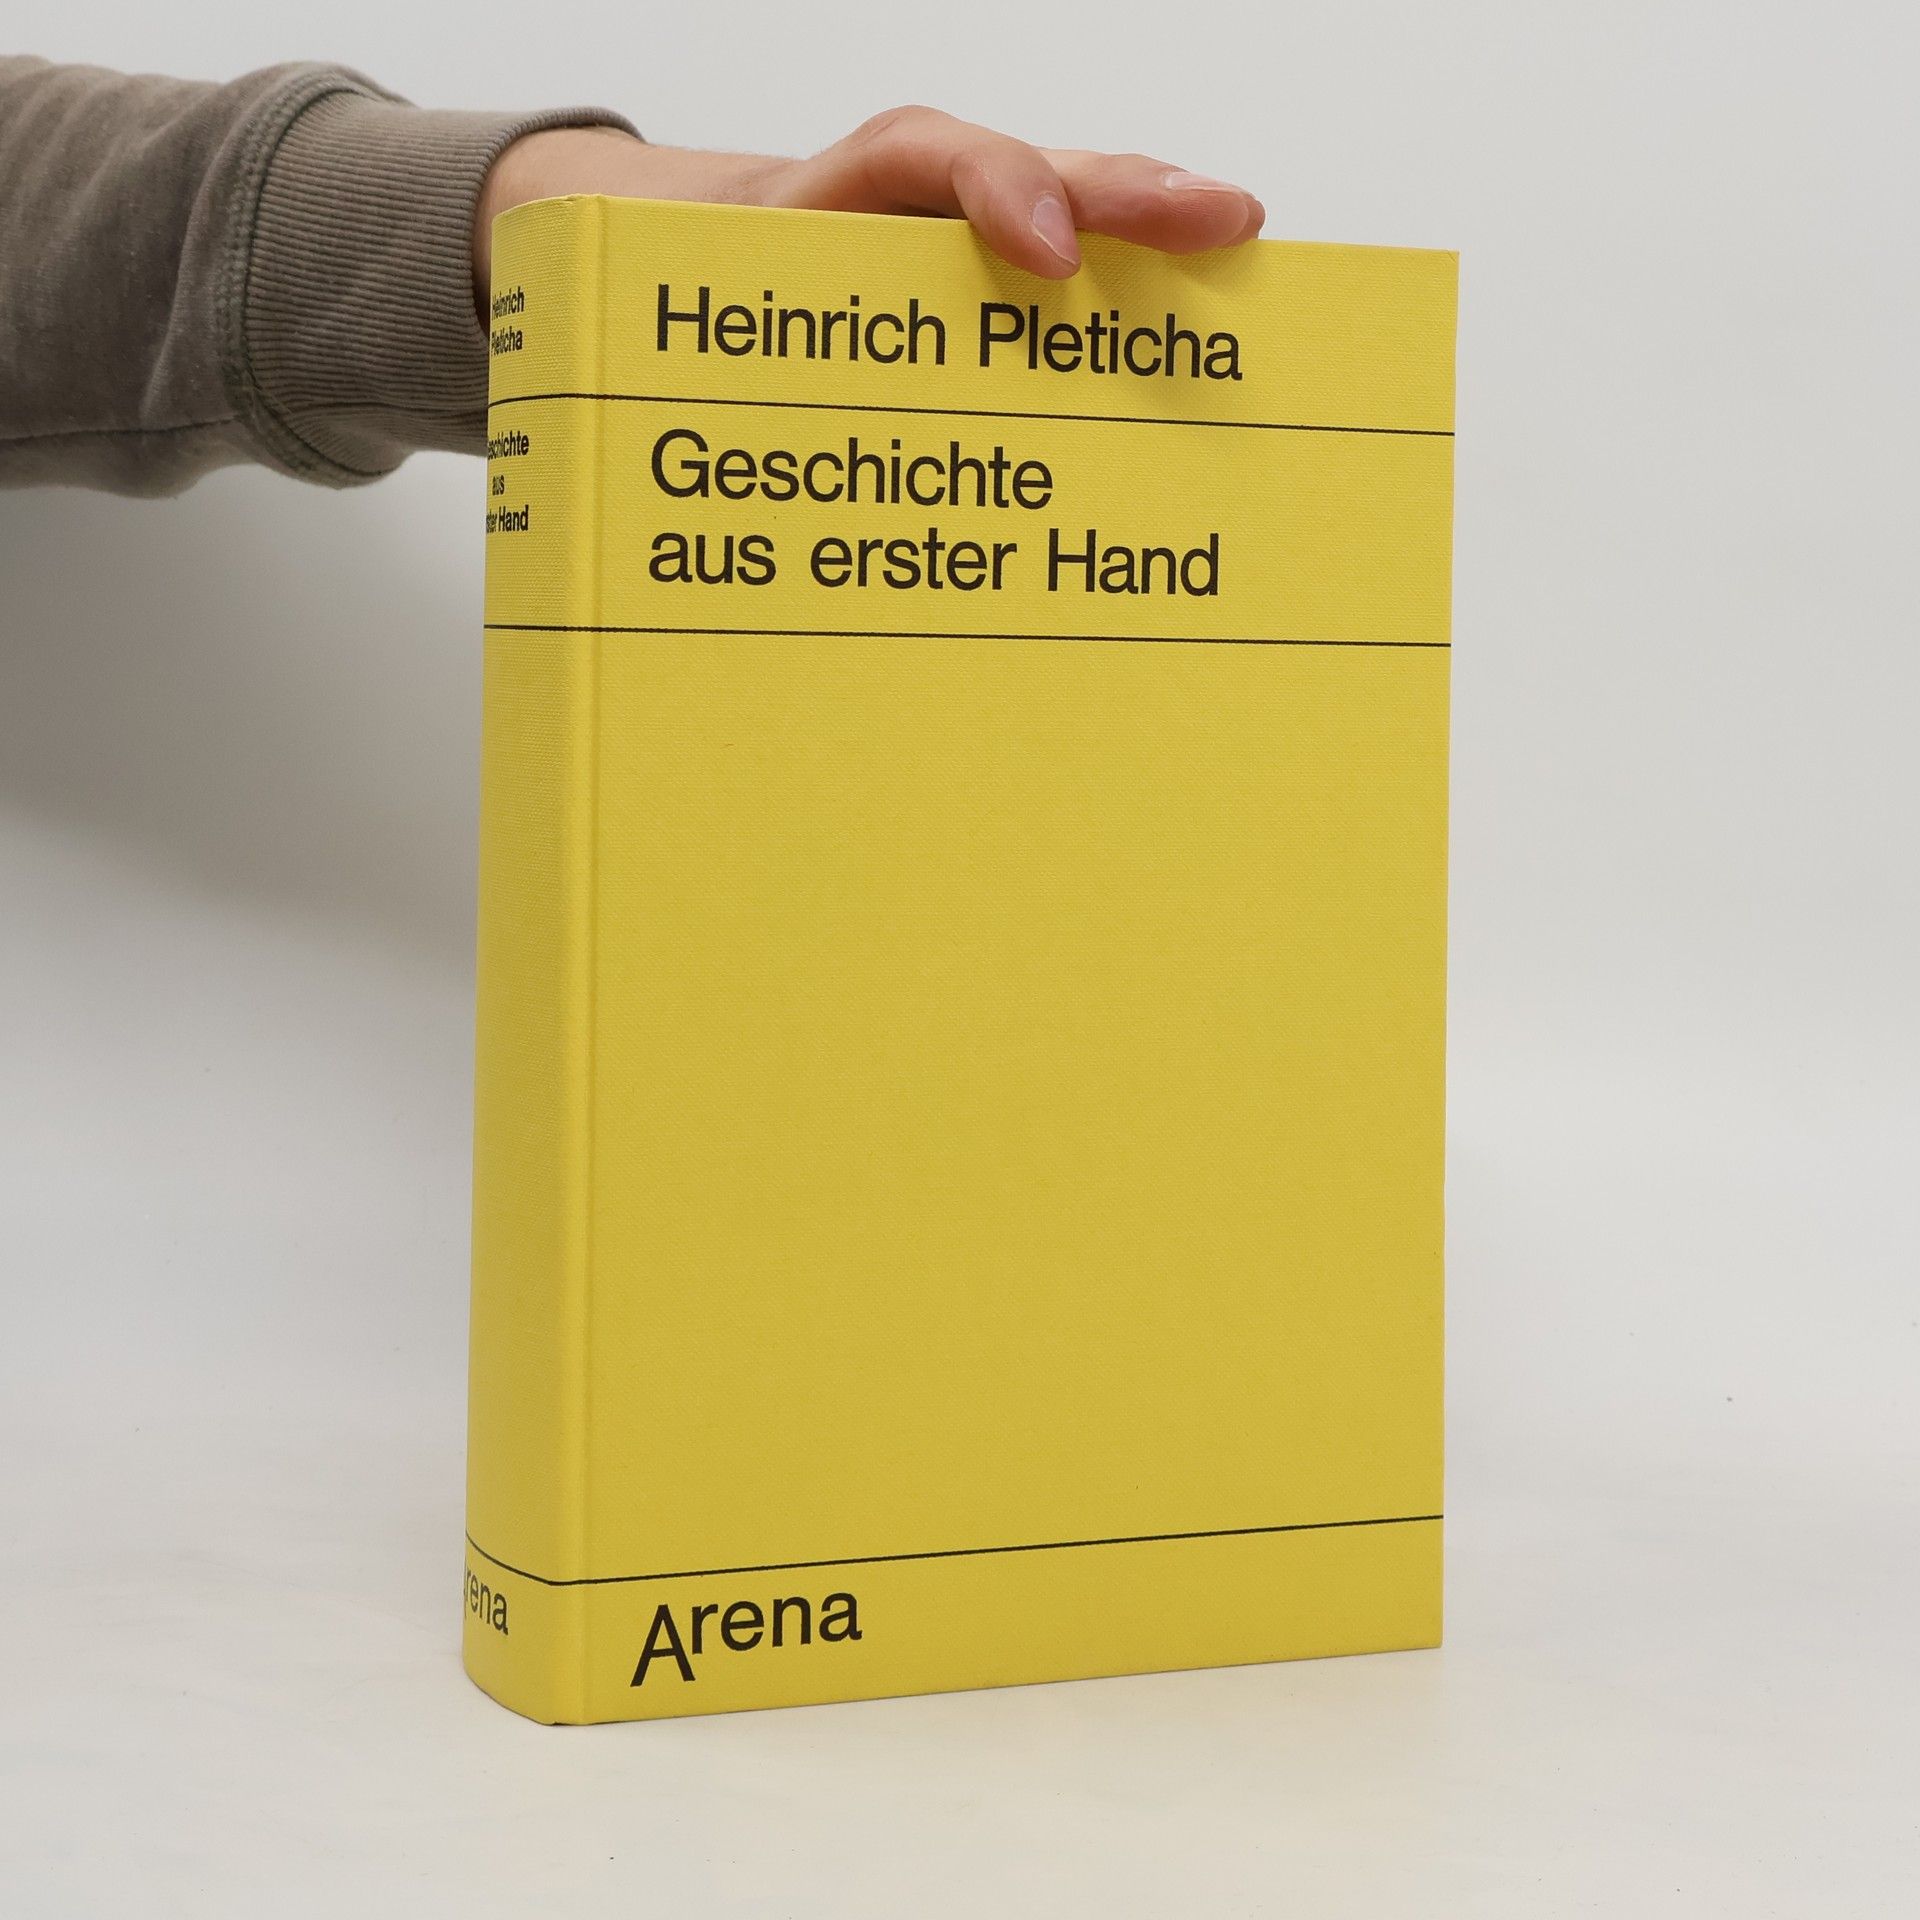 Heinrich
Pleticha
Geschichte
aus
erster Hand
Arena
Heinrich Pleticha
Geschichte
aus erster Hand
Arena